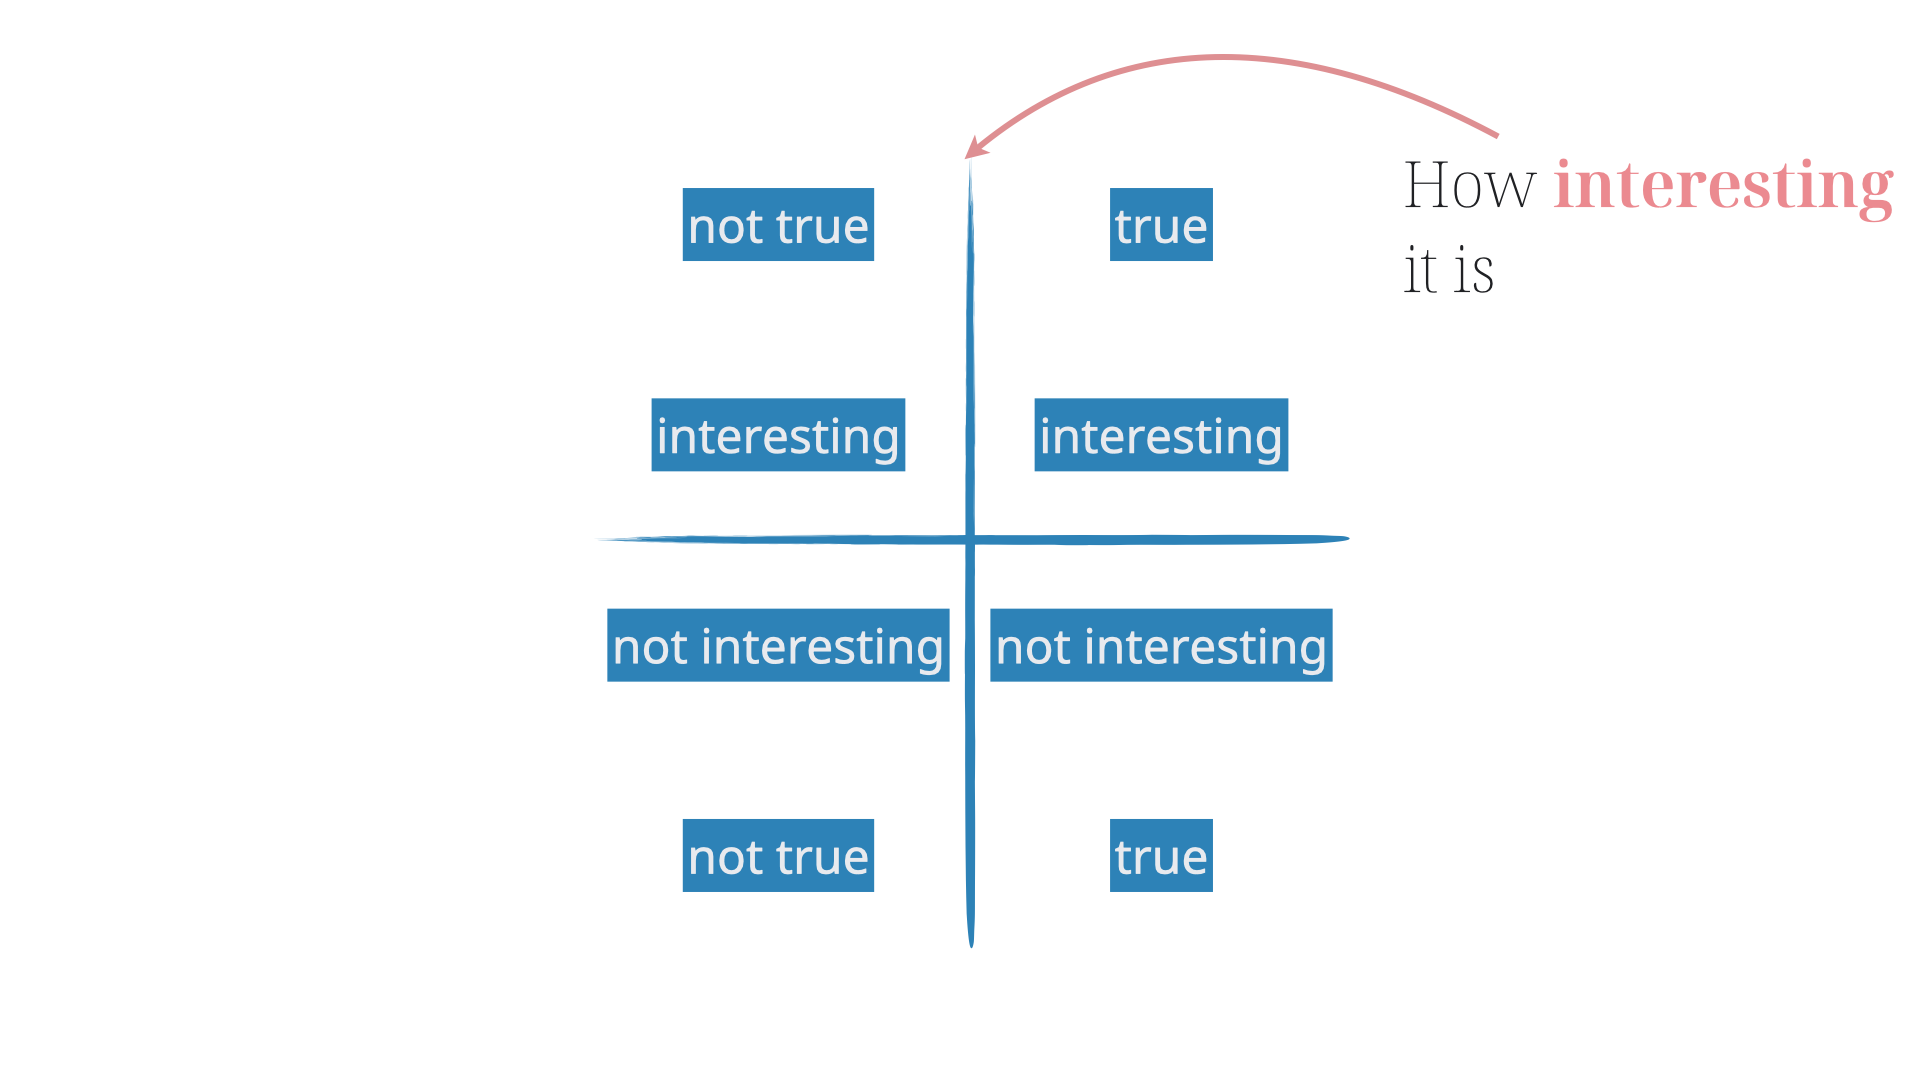 How interesting
it is
not true
true
interesting
interesting
not interesting
not interesting
not true
true